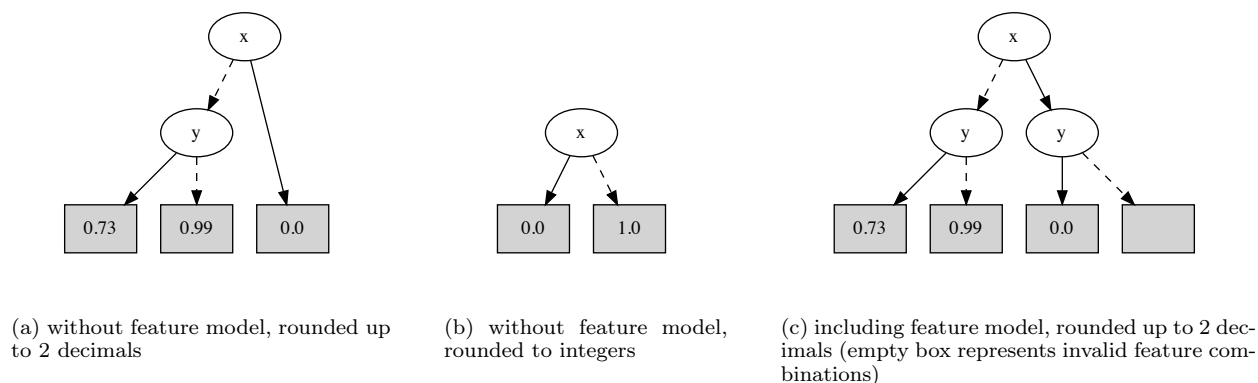 x
y
0.73
0.99
0.0
(a) without feature model, rounded up
to 2 decimals
x
0.0
1.0
(b) without feature model,
rounded to integers
x
y
y
0.73
0.99
0.0
(c) including feature model, rounded up to 2 dec-
imals (empty box represents invalid feature com-
binations)